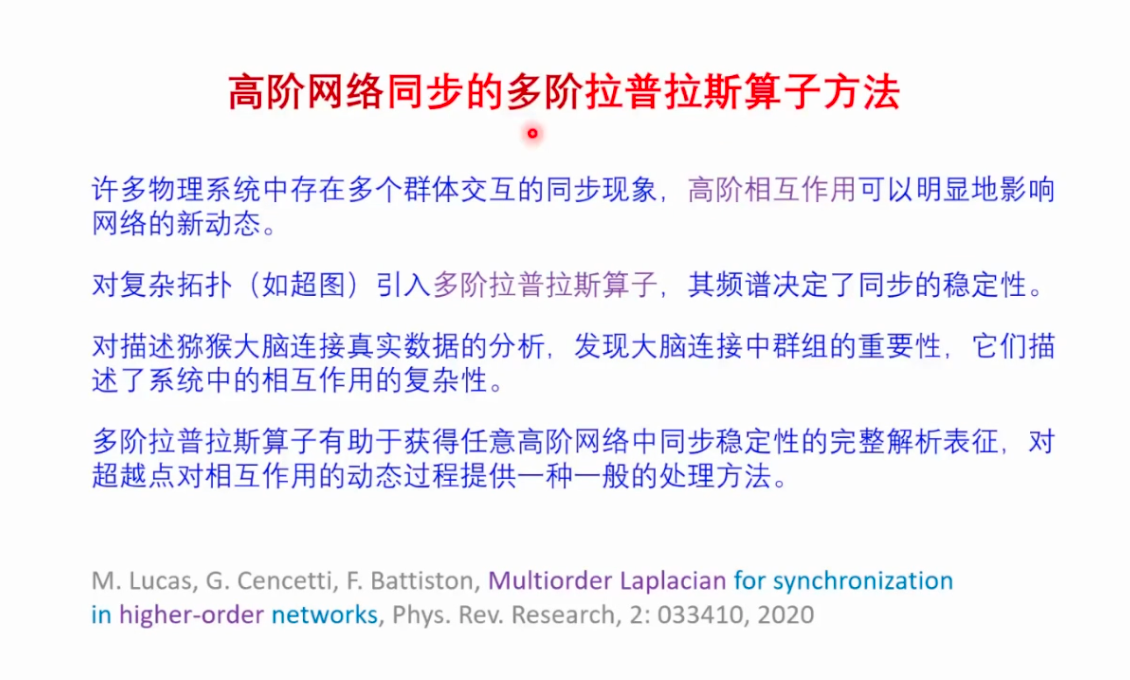 高阶网络同步的多阶拉普拉斯算子方法
许多物理系统中存在多个群体交互的同步现象，高阶相互作用可以明显地影响
网络的新动态。
对复杂拓扑（如超图）引入多阶拉普拉斯算子，其频谱决定了同步的稳定性。
对描述猕猴大脑连接真实数据的分析，发现大脑连接中群组的重要性，它们描
述了系统中的相互作用的复杂性。
多阶拉普拉斯算子有助于获得任意高阶网络中同步稳定性的完整解析表征，对
超越点对相互作用的动态过程提供一种一般的处理方法。
M. Lucas, G. Cencetti, F. Battiston, Multiorder Laplacian for synchronization
in higher-order networks, Phys. Rev. Research, 2: 033410, 2020